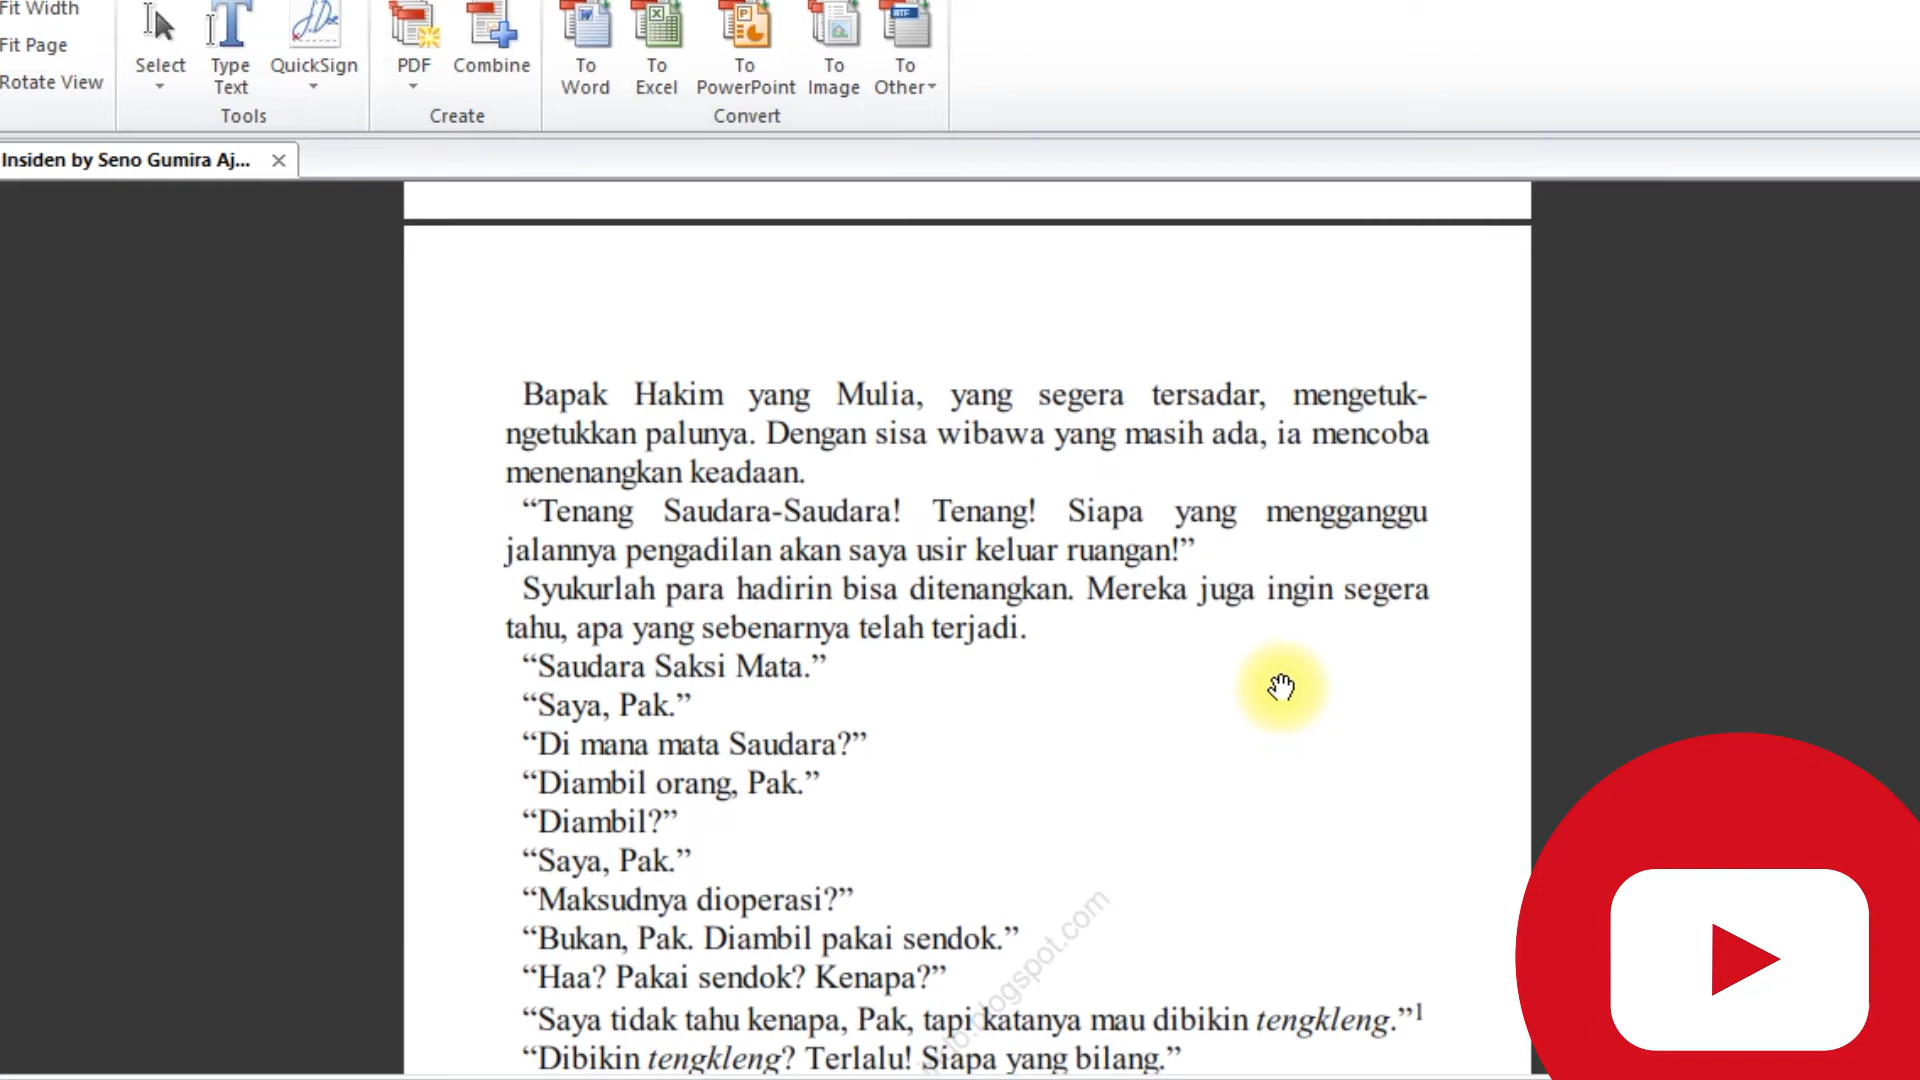 Fit Width
Fit Page
Rotate View
Select
Type Text
QuickSign
Tools
PDF
Combine
Create
To Word
To Excel
To PowerPoint
To Image
To Other
Convert
Insiden by Seno Gumira Aj...
Bapak Hakim yang Mulia, yang segera tersadar, mengetuk-
ngetukkan palunya. Dengan sisa wibawa yang masih ada, ia mencoba
menenangkan keadaan.
“Tenang Saudara-Saudara! Tenang! Siapa yang mengganggu
jalannya pengadilan akan saya usir keluar ruangan!”
Syukurlah para hadirin bisa ditenangkan. Mereka juga ingin segera
tahu, apa yang sebenarnya telah terjadi.
“Saudara Saksi Mata.”
“Saya, Pak.”
“Di mana mata Saudara?”
“Diambil orang, Pak.”
“Diambil?”
“Saya, Pak.”
“Maksudnya dioperasi?”
“Bukan, Pak. Diambil pakai sendok.”
“Haa? Pakai sendok? Kenapa?”
“Saya tidak tahu kenapa, Pak, tapi katanya mau dibikin tengkleng.”1
“Dibikin tengkleng? Terlalu! Siapa yang bilang.”